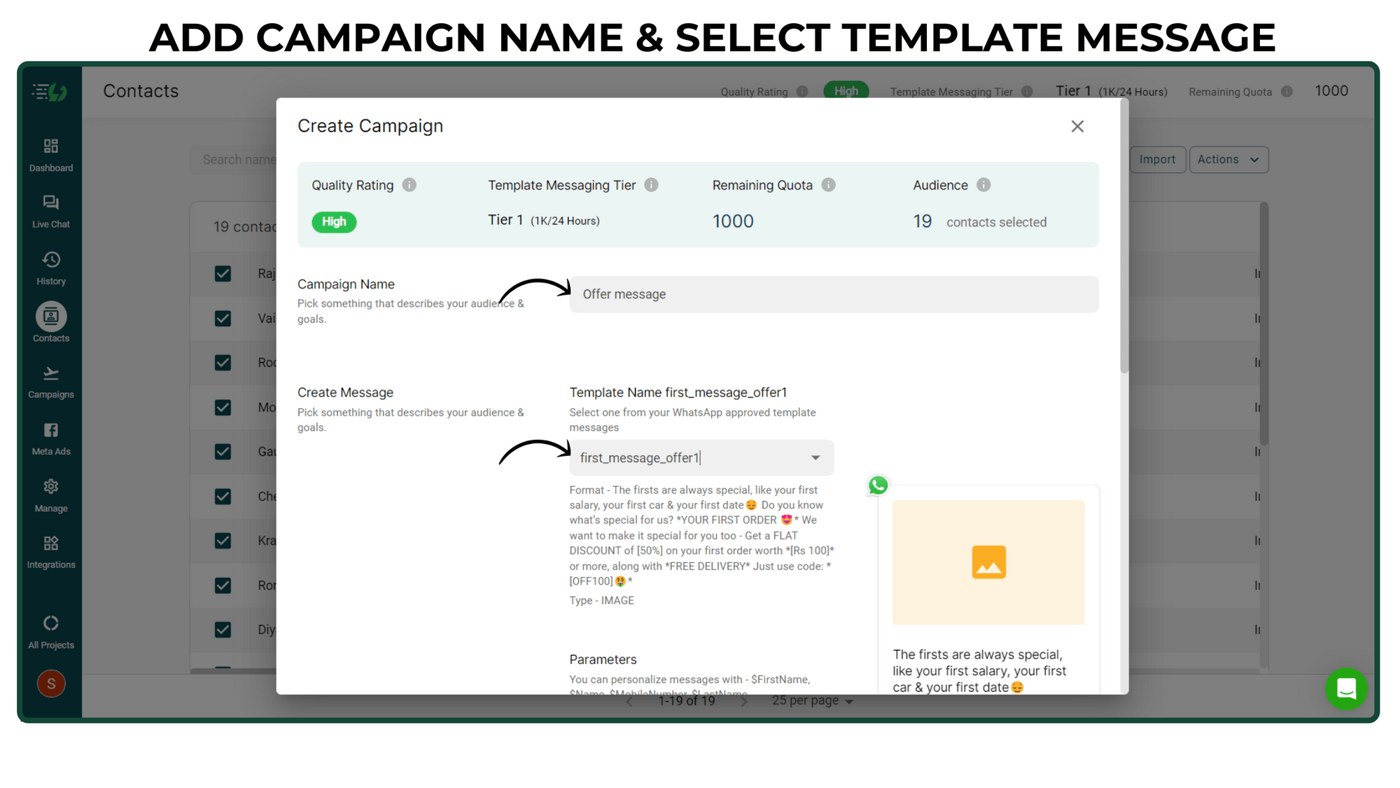 ADD CAMPAIGN NAME & SELECT TEMPLATE MESSAGE
Contacts
Quality Rating High Template Messaging Tier Tier 1 (1K/24 Hours) Remaining Quota 1000
Search name
Import
Actions
Dashboard
Live Chat
History
Contacts
Campaigns
Meta Ads
Manage
Integrations
All Projects
S
19
Raj
Create Campaign
Quality Rating
Template Messaging Tier
Remaining Quota
Audience
High
Tier 1 (1K/24 Hours)
1000
19 contacts selected
Campaign Name
Pick something that describes your audience &
goals.
Offer message
Create Message
Pick something that describes your audience &
goals.
Template Name first_message_offer1
Select one from your WhatsApp approved template
messages
first_message_offer1
Format - The firsts are always special, like your first
salary, your first car & your first date😌 Do you know
what's special for us? *YOUR FIRST ORDER 😍* We
want to make it special for you too - Get a FLAT
DISCOUNT of [50%] on your first order worth *[Rs 100]*
or more, along with *FREE DELIVERY* Just use code: *
[OFF100]🤑*
Type - IMAGE
Parameters
You can personalize messages with - $FirstName,
$Name, $MobileNumber, $LastName
The firsts are always special,
like your first salary, your first
car & your first date😌
1-19 of 19
25 per page